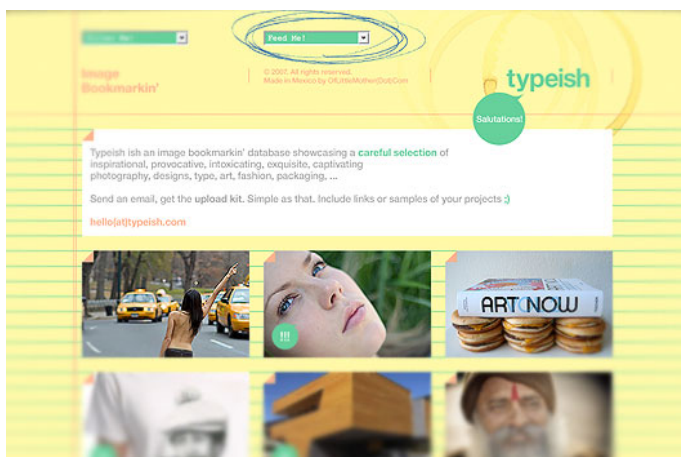 Feed Me!
Image
Bookmarkin'
© 2007. All rights reserved.
Made in Mexico by OfLittleMother(Dot)Com
typeish
Salutations!
Typeish ish an image bookmarkin' database showcasing a careful selection of
inspirational, provocative, intoxicating, exquisite, captivating
photography, designs, type, art, fashion, packaging, ...
Send an email, get the upload kit. Simple as that. Include links or samples of your projects ;)
hello[at]typeish.com
!!!
ART NOW